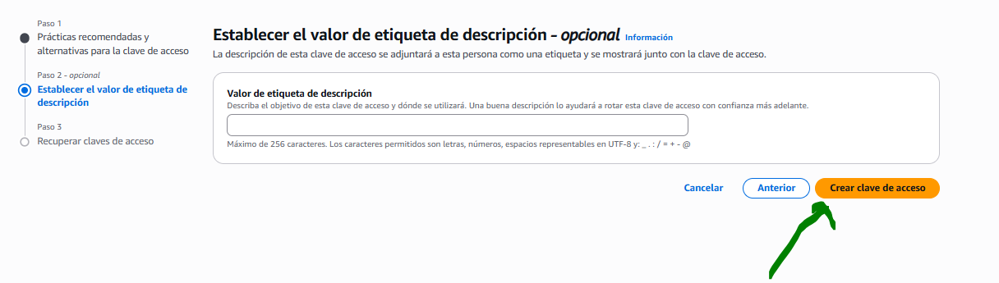 Paso 1
Prácticas recomendadas y
alternativas para la clave de acceso
Paso 2 - opcional
Establecer el valor de etiqueta de
descripción
Paso 3
Recuperar claves de acceso
Establecer el valor de etiqueta de descripción - opcional Información
La descripción de esta clave de acceso se adjuntará a esta persona como una etiqueta y se mostrará junto con la clave de acceso.
Valor de etiqueta de descripción
Describa el objetivo de esta clave de acceso y dónde se utilizará. Una buena descripción lo ayudará a rotar esta clave de acceso con confianza más adelante.
Máximo de 256 caracteres. Los caracteres permitidos son letras, números, espacios representables en UTF-8 y: _ . : / = + - @
Cancelar Anterior Crear clave de acceso